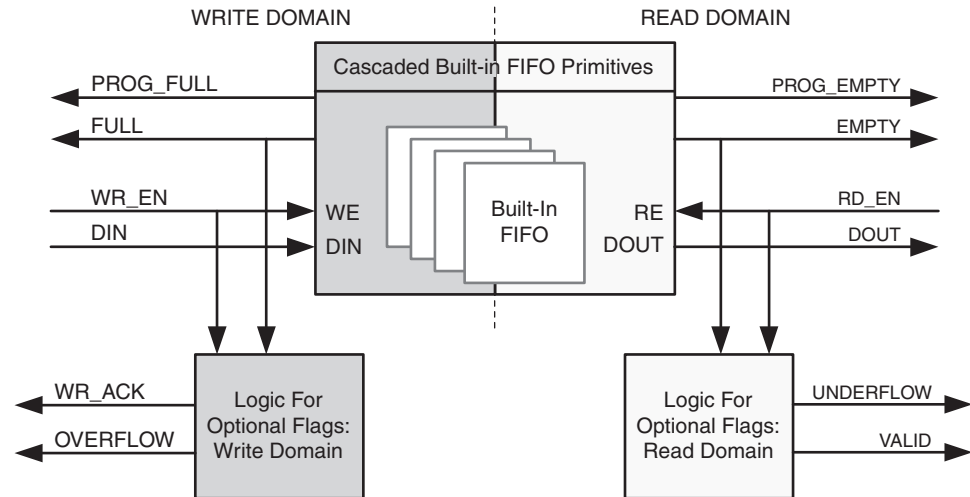 WRITE DOMAIN
READ DOMAIN
Cascaded Built-in FIFO Primitives
PROG_FULL
PROG_EMPTY
FULL
EMPTY
WR_EN
WE
Built-In
FIFO
RE
RD_EN
DIN
DIN
DOUT
DOUT
WR_ACK
OVERFLOW
Logic For
Optional Flags:
Write Domain
Logic For
Optional Flags:
Read Domain
UNDERFLOW
VALID